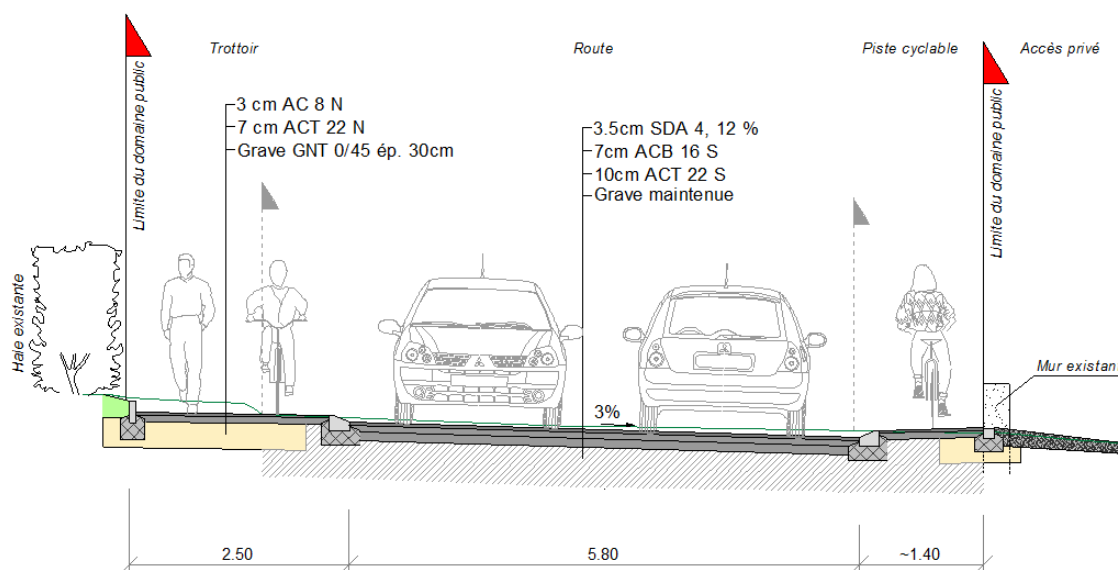 Trottoir
Route
Piste cyclable
Accès privé
Limite du domaine public
3 cm AC 8 N
7 cm ACT 22 N
Grave GNT 0/45 ép. 30cm
3.5cm SDA 4, 12 %
7cm ACB 16 S
10cm ACT 22 S
Grave maintenue
Limite du domaine public
Haie existante
Mur existant
3%
2.50
5.80
~1.40